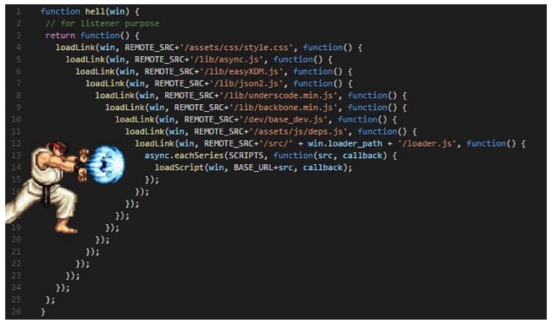 1 function hell(win) {
2 // for listener purpose
3 return function() {
4 loadLink(win, REMOTE_SRC+'/assets/css/style.css', function() {
5 loadLink(win, REMOTE_SRC+'/lib/async.js', function() {
6 loadLink(win, REMOTE_SRC+'/lib/easyXDM.js', function() {
7 loadLink(win, REMOTE_SRC+'/lib/json2.js', function() {
8 loadLink(win, REMOTE_SRC+'/lib/underscode.min.js', function() {
9 loadLink(win, REMOTE_SRC+'/lib/backbone.min.js', function() {
10 loadLink(win, REMOTE_SRC+'/dev/base_dev.js', function() {
11 loadLink(win, REMOTE_SRC+'/assets/js/deps.js', function() {
12 loadLink(win, REMOTE_SRC+'/src/' + win.loader_path + '/loader.js', function() {
13 async.eachSeries(SCRIPTS, function(src, callback) {
14 loadScript(win, BASE_URL+src, callback);
});
});
});
});
19 });
20 });
21 });
22 });
23 });
24 });
25 };
26 }